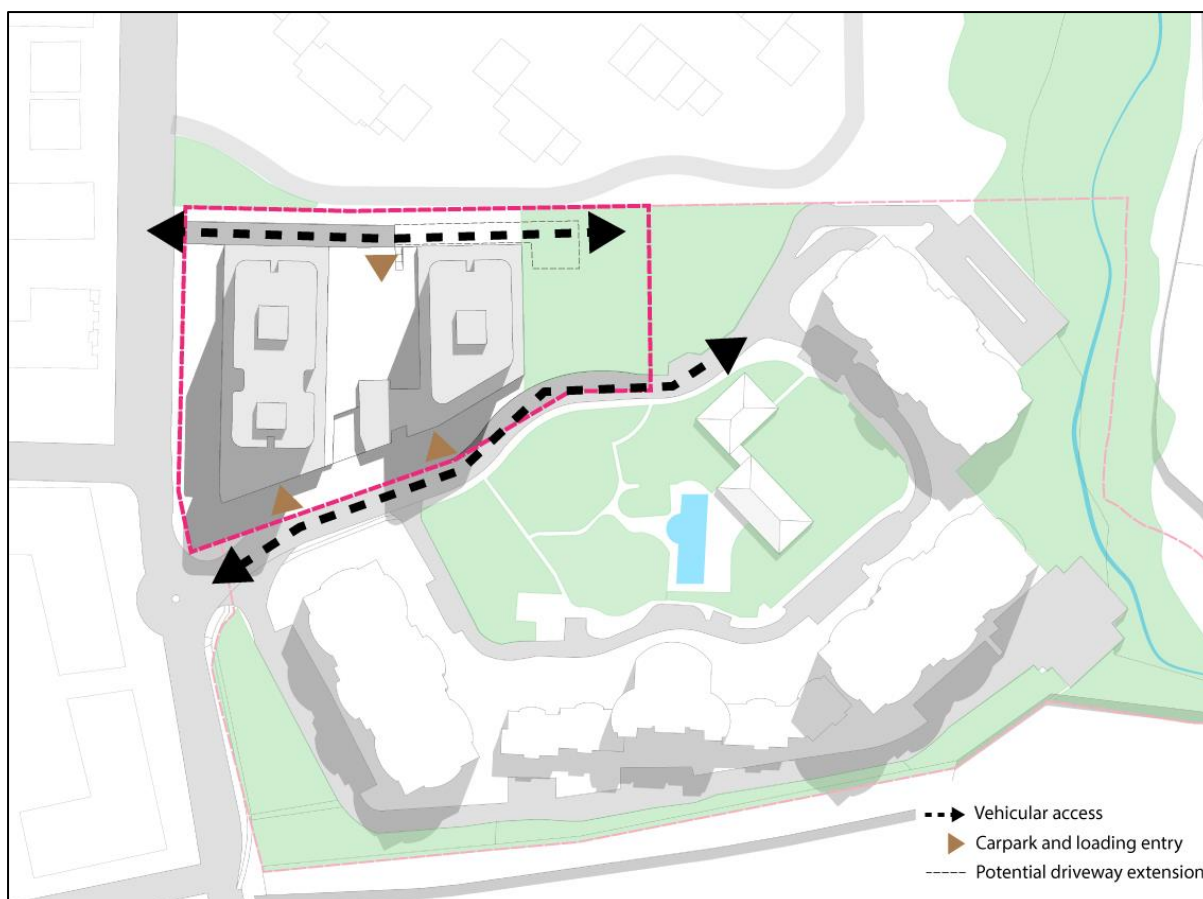 Vehicular access
Carpark and loading entry
Potential driveway extension